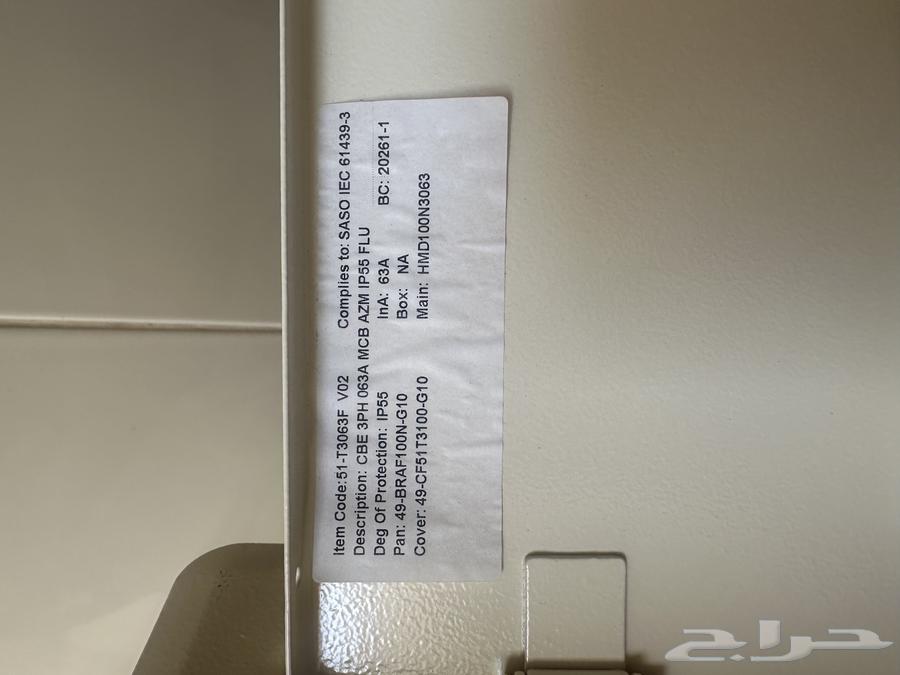 Item Code:51-T3063F V02 Complies to: SASO IEC 61439-3
Description: CBE 3PH 063A MCB AZM IP55 FLU
Deg Of Protection: IP55 InA: 63A BC: 20261-1
Pan: 49-BRAF100N-G10 Box: NA
Cover: 49-CF51T3100-G10 Main: HMD100N3063
حراج